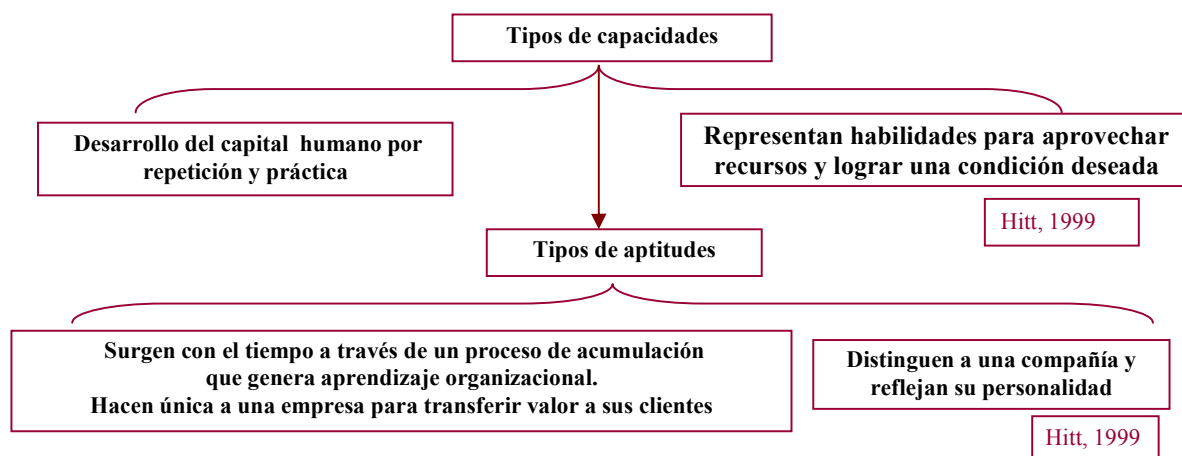 Tipos de capacidades
Desarrollo del capital humano por
repetición y práctica
Representan habilidades para aprovechar
recursos y lograr una condición deseada
Hitt, 1999
Tipos de aptitudes
Surgen con el tiempo a través de un proceso de acumulación
que genera aprendizaje organizacional.
Hacen única a una empresa para transferir valor a sus clientes
Distinguen a una compañía y
reflejan su personalidad
Hitt, 1999